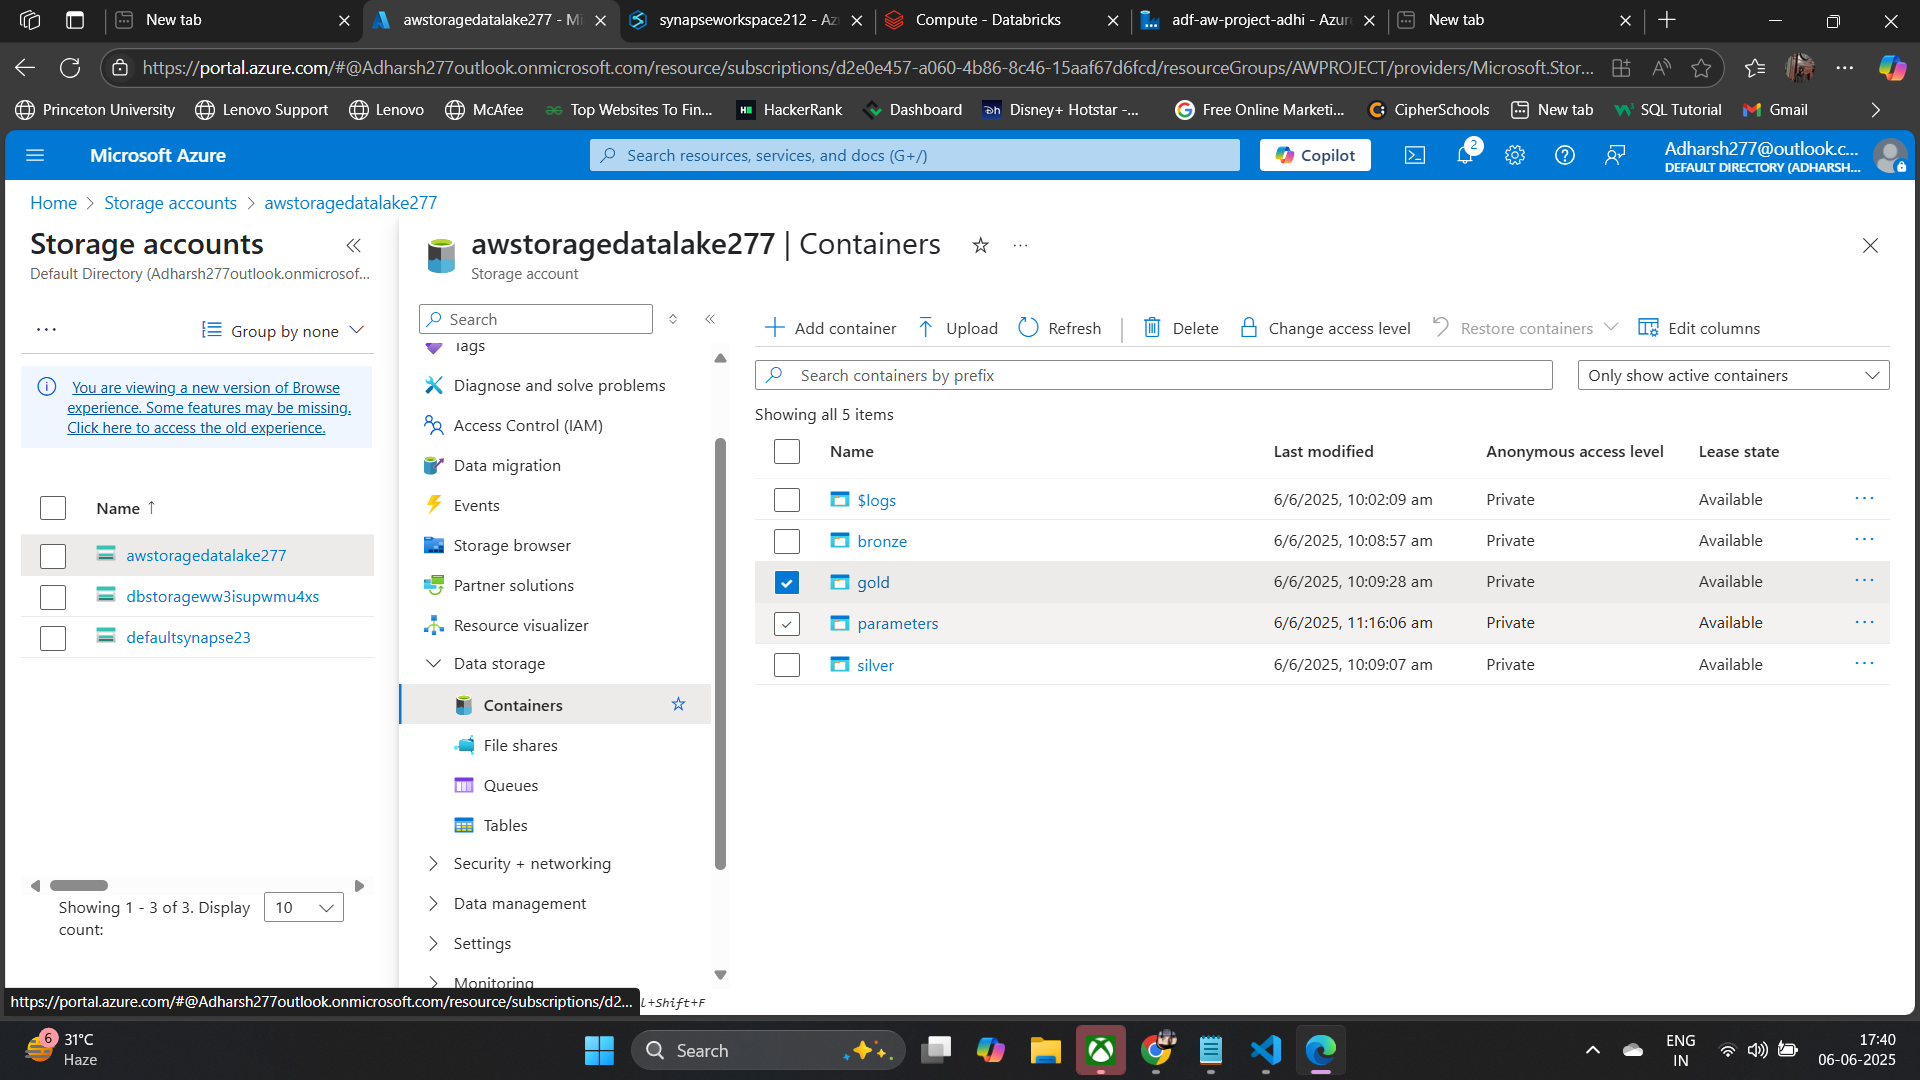 New tab
awstoragedatalake277 - Mi
synapseworkspace212 - Az
Compute - Databricks
adf-aw-project-adhi - Azur
New tab
https://portal.azure.com/#@Adharsh277outlook.onmicrosoft.com/resource/subscriptions/d2e0e457-a060-4b86-8c46-15aaf67d6fcd/resourceGroups/AWPROJECT/providers/Microsoft.Stor...
Princeton University
Lenovo Support
Lenovo
McAfee
Top Websites To Fin...
HackerRank
Dashboard
Disney+ Hotstar -...
Free Online Marketi...
CipherSchools
New tab
SQL Tutorial
Gmail
Microsoft Azure
Search resources, services, and docs (G+/)
Copilot
2
Adharsh277@outlook.c...
DEFAULT DIRECTORY (ADHARSH...
Home > Storage accounts > awstoragedatalake277
Storage accounts
Default Directory (Adharsh277outlook.onmicrosof...
Group by none
You are viewing a new version of Browse
experience. Some features may be missing.
Click here to access the old experience.
Name ↑
awstoragedatalake277
dbstorageww3isupwmu4xs
defaultsynapse23
Showing 1 - 3 of 3. Display
count:
10
awstoragedatalake277 | Containers
Storage account
Search
Tags
Diagnose and solve problems
Access Control (IAM)
Data migration
Events
Storage browser
Partner solutions
Resource visualizer
Data storage
Containers
File shares
Queues
Tables
Security + networking
Data management
Settings
Monitoring
Add container
Upload
Refresh
Delete
Change access level
Restore containers
Edit columns
Search containers by prefix
Only show active containers
Showing all 5 items
Name Last modified Anonymous access level Lease state
$logs 6/6/2025, 10:02:09 am Private Available
bronze 6/6/2025, 10:08:57 am Private Available
gold 6/6/2025, 10:09:28 am Private Available
parameters 6/6/2025, 11:16:06 am Private Available
silver 6/6/2025, 10:09:07 am Private Available
https://portal.azure.com/#@Adharsh277outlook.onmicrosoft.com/resource/subscriptions/d2...
l+Shift+F
6
31°C
Haze
Search
ENG
IN
17:40
06-06-2025